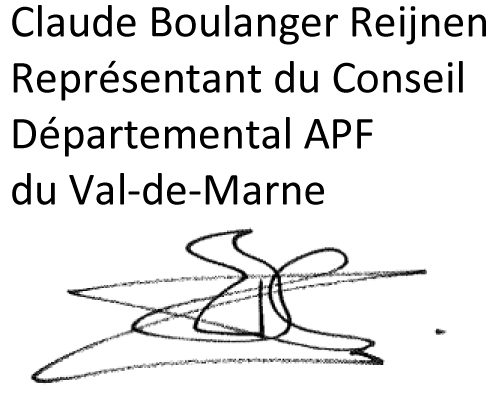 Claude Boulanger Reijnen
Représentant du Conseil
Départemental APF
du Val-de-Marne